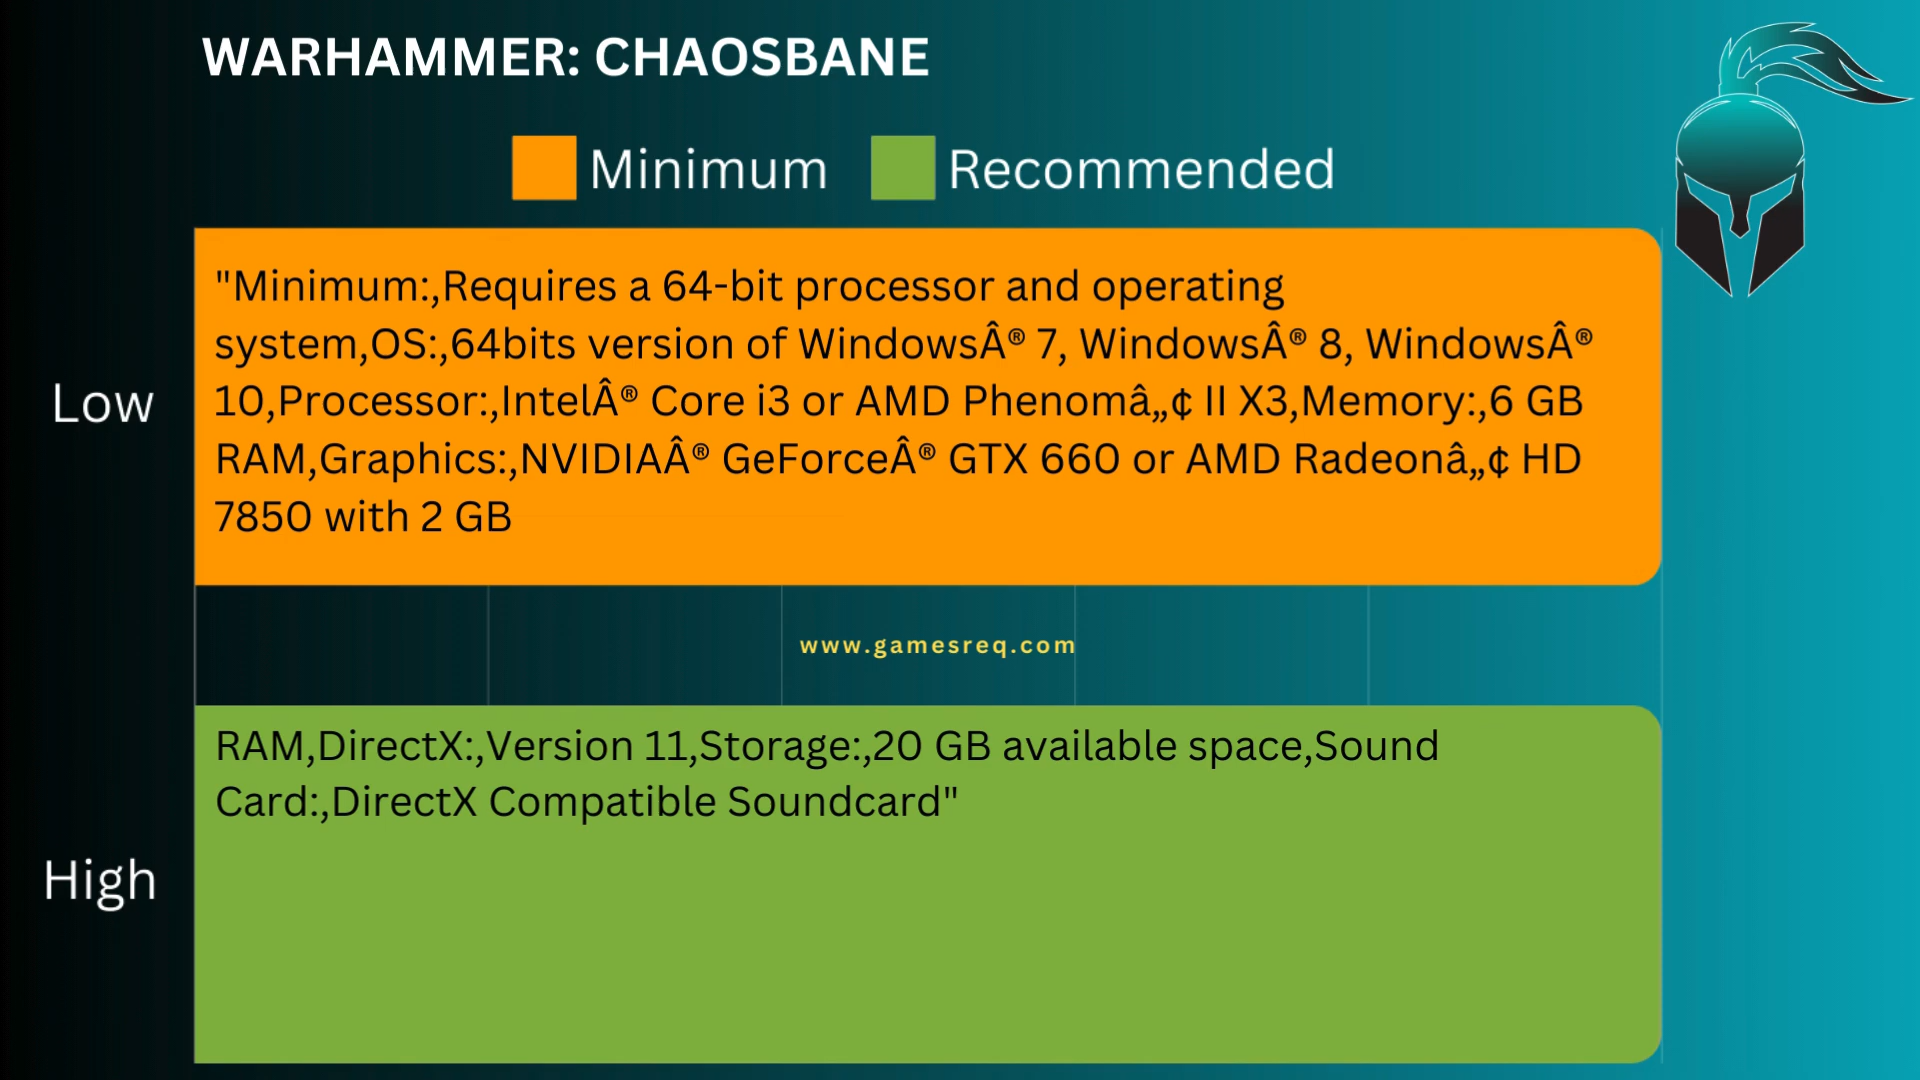 WARHAMMER: CHAOSBANE
Minimum Recommended
"Minimum:,Requires a 64-bit processor and operating
system,OS:,64bits version of WindowsÂ® 7, WindowsÂ® 8, WindowsÂ®
10,Processor:,IntelÂ® Core i3 or AMD Phenomâ„¢ II X3,Memory:,6 GB
Low
RAM,Graphics:,NVIDIAÂ® GeForceÂ® GTX 660 or AMD Radeonâ„¢ HD
7850 with 2 GB
www.gamesreq.com
RAM,DirectX:,Version 11,Storage:,20 GB available space,Sound
Card:,DirectX Compatible Soundcard"
High